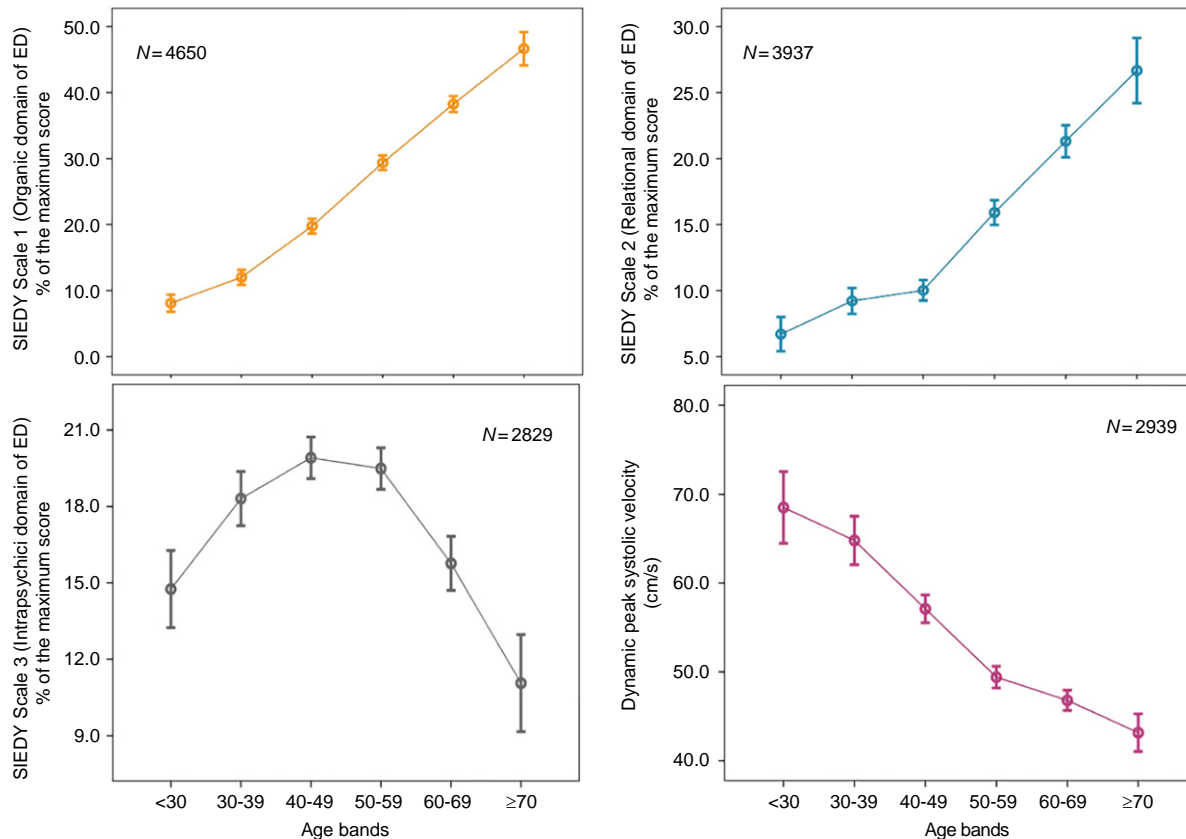 SIEDY Scale 1 (Organic domain of ED)
% of the maximum score
50.0
40.0
30.0
20.0
10.0
0.0
N=4650
SIEDY Scale 2 (Relational domain of ED)
% of the maximum score
30.0
25.0
20.0
15.0
10.0
5.0
N=3937
SIEDY Scale 3 (Intrapsychici domain of ED)
% of the maximum score
21.0
18.0
15.0
12.0
9.0
N=2829
<30 30-39 40-49 50-59 60-69 ≥70
Age bands
Dynamic peak systolic velocity
(cm/s)
80.0
70.0
60.0
50.0
40.0
N=2939
<30 30-39 40-49 50-59 60-69 ≥70
Age bands